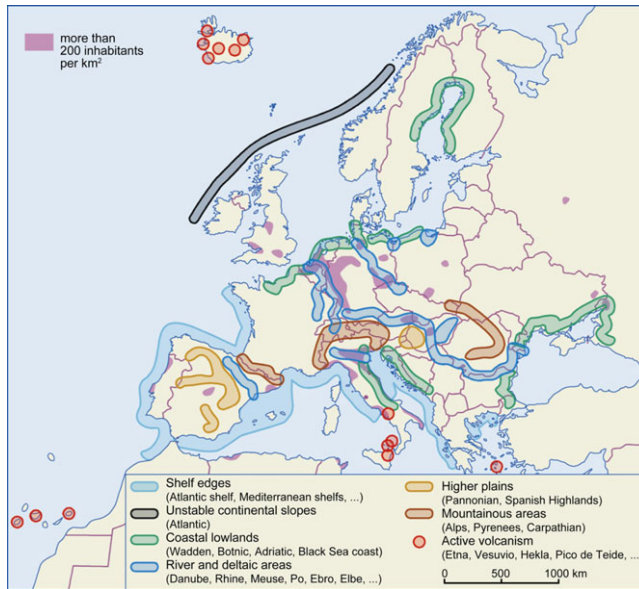 more than
200 inhabitants
per km²
Shelf edges
(Atlantic shelf, Mediterranean shelfs, ...)
Unstable continental slopes
(Atlantic)
Coastal lowlands
(Wadden, Botnic, Adriatic, Black Sea coast)
River and deltaic areas
(Danube, Rhine, Meuse, Po, Ebro, Elbe, ...)
Higher plains
(Pannonian, Spanish Highlands)
Mountainous areas
(Alps, Pyrenees, Carpathian)
Active volcanism
(Etna, Vesuvio, Hekla, Pico de Teide, ...
0 500 1000 km